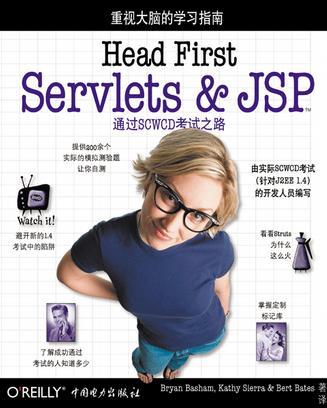 重视大脑的学习指南
Head First
Servlets & JSP™
通过SCWCD考试之路
提供200余个
实际的模拟测验题
让你自测
由实际SCWCD考试
(针对J2EE 1.4)
的开发人员编写
Watch it!
避开新的1.4
考试中的陷阱
看看Struts
为什么
这么火
掌握定制
标记库
了解成功通过
考试的人知道多少
O'REILLY®
中国电力出版社
Bryan Basham, Kathy Sierra & Bert Bates 著
译